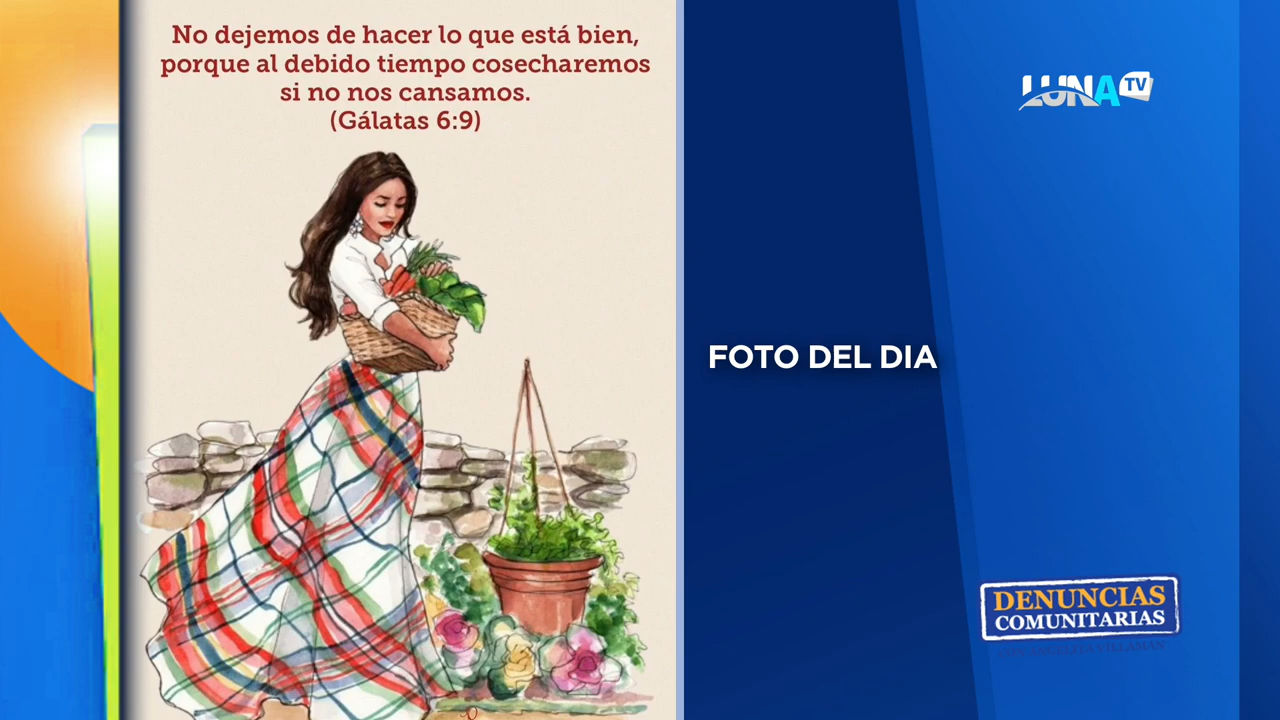 No dejemos de hacer lo que está bien,
porque al debido tiempo cosecharemos
si no nos cansamos.
(Gálatas 6:9)
LUNA TV
FOTO DEL DIA
DENUNCIAS
COMUNITARIAS